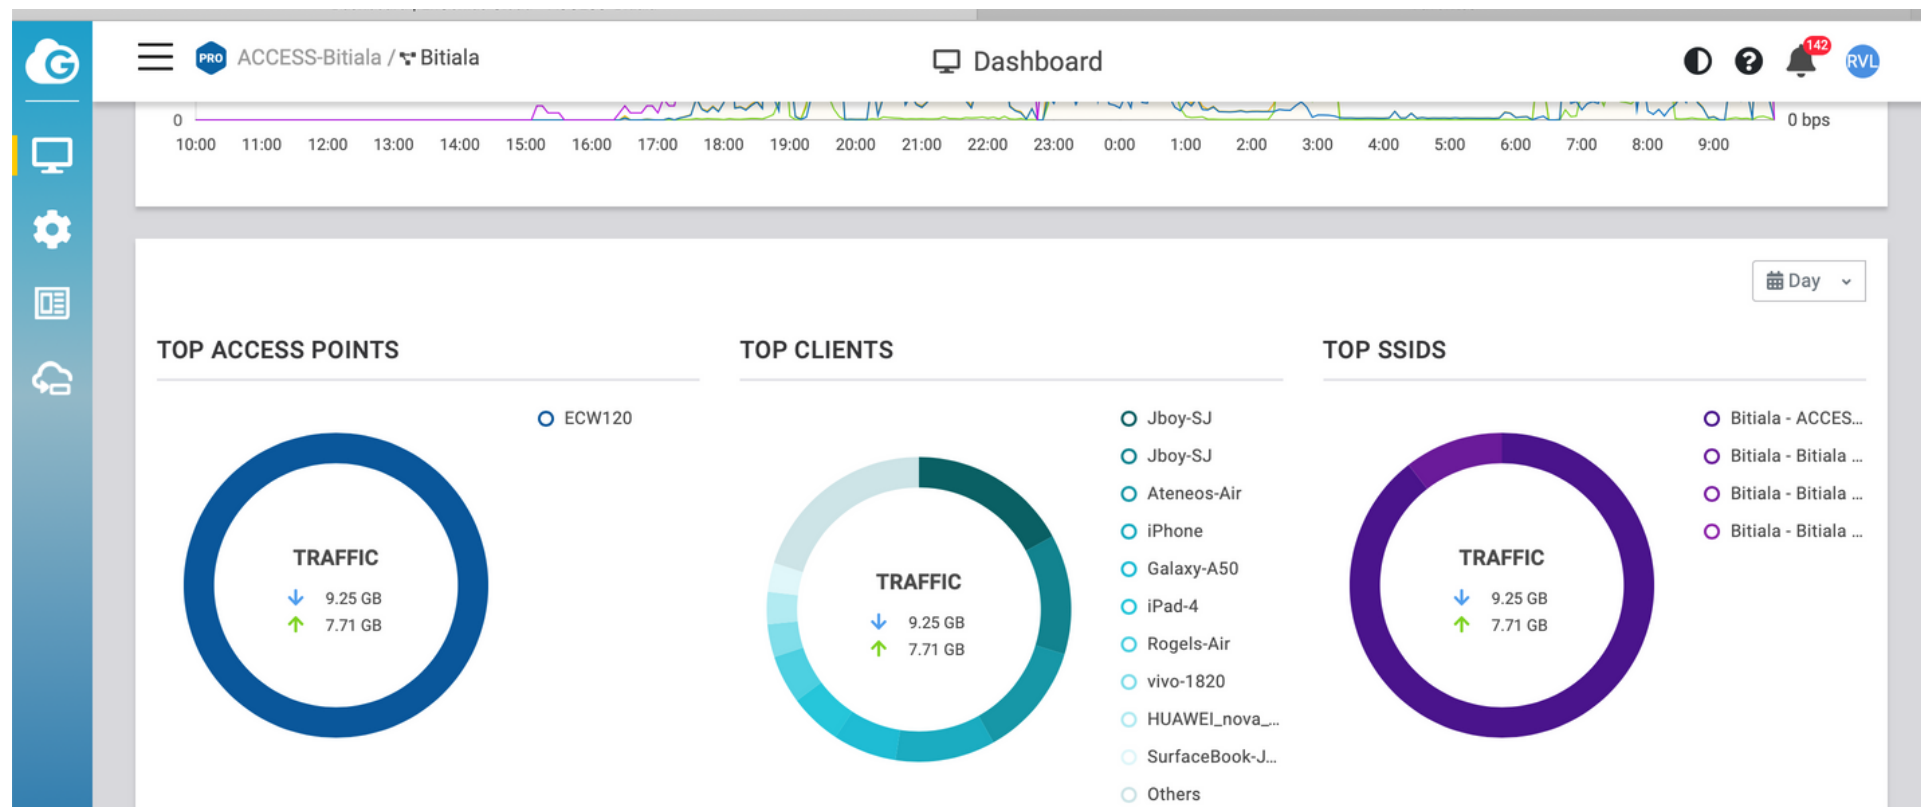 G
PRO ACCESS-Bitiala / Bitiala
Dashboard
142
RVL
0
0 bps
10:00 11:00 12:00 13:00 14:00 15:00 16:00 17:00 18:00 19:00 20:00 21:00 22:00 23:00 0:00 1:00 2:00 3:00 4:00 5:00 6:00 7:00 8:00 9:00
Day
TOP ACCESS POINTS
ECW120
TRAFFIC
9.25 GB
7.71 GB
TOP CLIENTS
Jboy-SJ
Jboy-SJ
Ateneos-Air
iPhone
Galaxy-A50
iPad-4
Rogels-Air
vivo-1820
HUAWEI_nova_...
SurfaceBook-J...
Others
TRAFFIC
9.25 GB
7.71 GB
TOP SSIDS
Bitiala - ACCES...
Bitiala - Bitiala ...
Bitiala - Bitiala ...
Bitiala - Bitiala ...
TRAFFIC
9.25 GB
7.71 GB